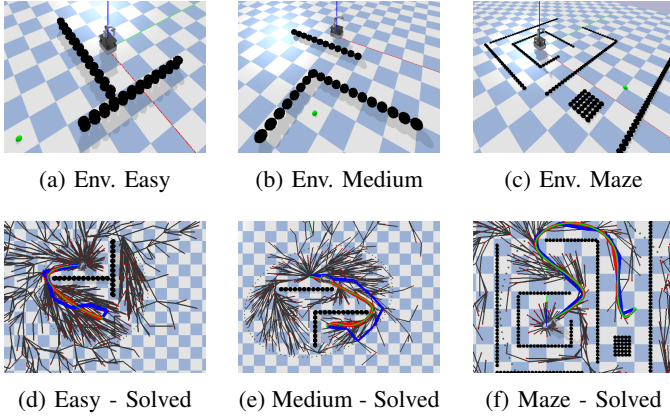 (a) Env. Easy
(b) Env. Medium
(c) Env. Maze
(d) Easy - Solved
(e) Medium - Solved
(f) Maze - Solved